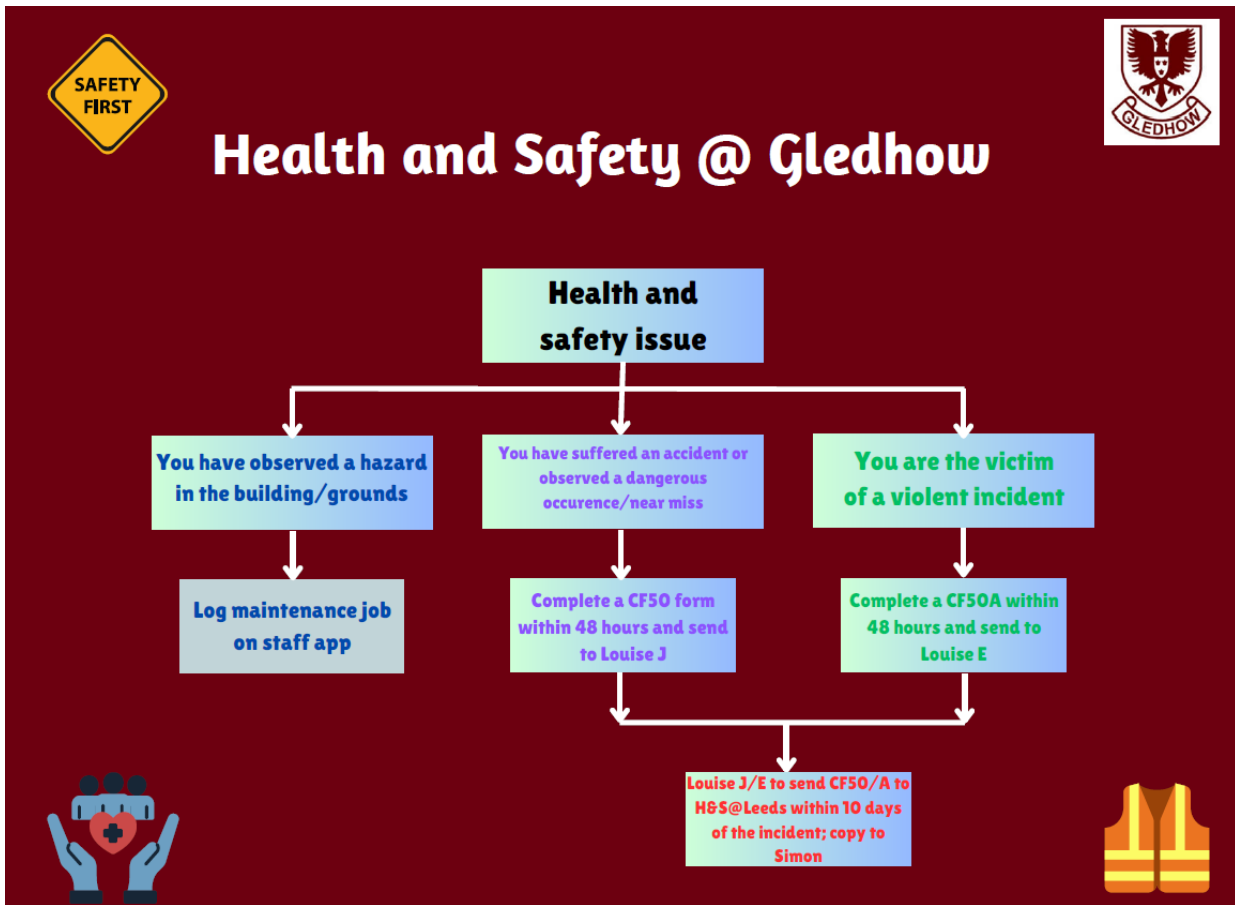 SAFETY
FIRST
GLEDHOW
Health and Safety @ Gledhow
Health and
safety issue
You have observed a hazard
in the building/grounds
You have suffered an accident or
observed a dangerous
occurence/near miss
You are the victim
of a violent incident
Log maintenance job
on staff app
Complete a CF50 form
within 48 hours and send
to Louise J
Complete a CF50A within
48 hours and send to
Louise E
Louise J/E to send CF50/A to
H&S@Leeds within 10 days
of the incident; copy to
Simon